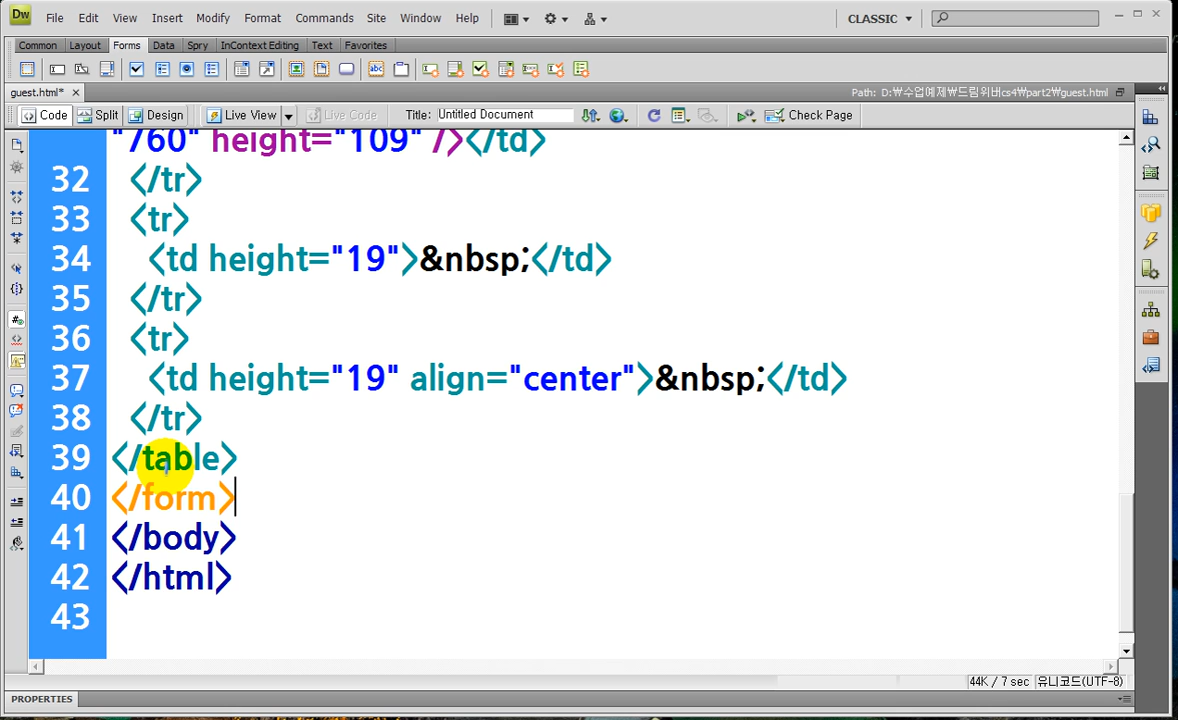 Dw File Edit View Insert Modify Format Commands Site Window Help CLASSIC
Common Layout Forms Data Spry InContext Editing Text Favorites
guest.html* Path: D:₩수업예제₩드림위버cs4₩part2₩guest.html
Code Split Design Live View Live Code Title: Untitled Document Check Page
"760" height="109" /></td>
32 </tr>
33 <tr>
34 <td height="19">&nbsp;</td>
35 </tr>
36 <tr>
37 <td height="19" align="center">&nbsp;</td>
38 </tr>
39 </table>
40 </form>
41 </body>
42 </html>
43
44K / 7 sec 유니코드(UTF-8)
PROPERTIES